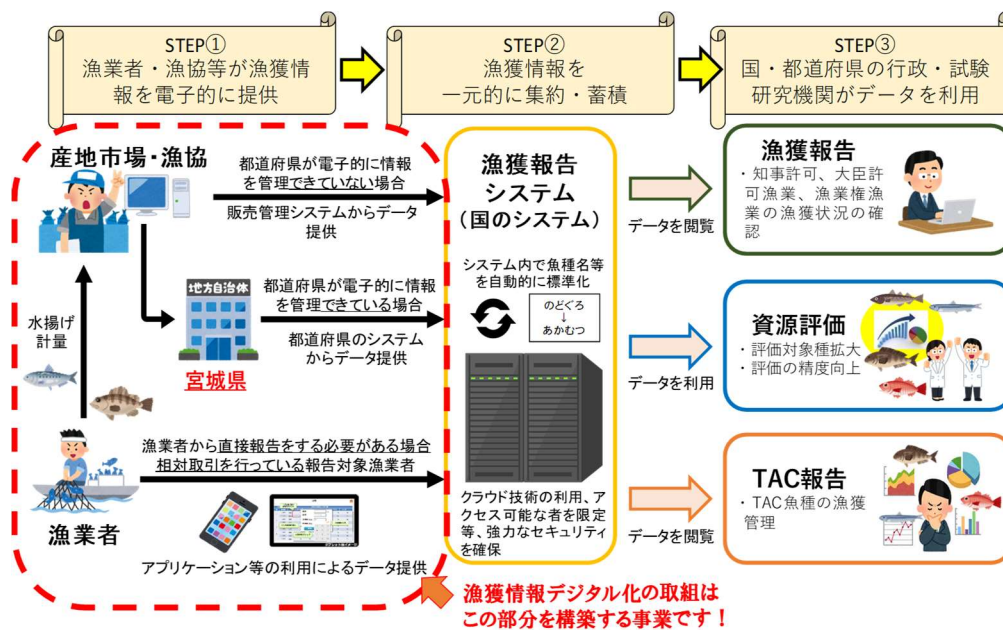 STEP①
漁業者・漁協等が漁獲情
報を電子的に提供
STEP②
漁獲情報を
一元的に集約・蓄積
STEP③
国・都道府県の行政・試験
研究機関がデータを利用
産地市場・漁協
都道府県が電子的に情報
を管理できていない場合
販売管理システムからデータ
提供
地方自治体
宮城県
都道府県が電子的に情報
を管理できている場合
都道府県のシステム
からデータ提供
水揚げ
計量
漁業者から直接報告をする必要がある場合
相対取引を行っている報告対象漁業者
漁業者
アプリケーション等の利用によるデータ提供
漁獲報告
システム
(国のシステム)
システム内で魚種名等
を自動的に標準化
のどぐろ
↓
あかむつ
クラウド技術の利用、ア
クセス可能な者を限定
等、強力なセキュリティ
を確保
データを閲覧
データを利用
データを閲覧
漁獲報告
・知事許可、大臣許
可漁業、漁業権漁
業の漁獲状況の確
認
資源評価
・評価対象種拡大
・評価の精度向上
TAC報告
・TAC魚種の漁獲
管理
漁獲情報デジタル化の取組は
この部分を構築する事業です！